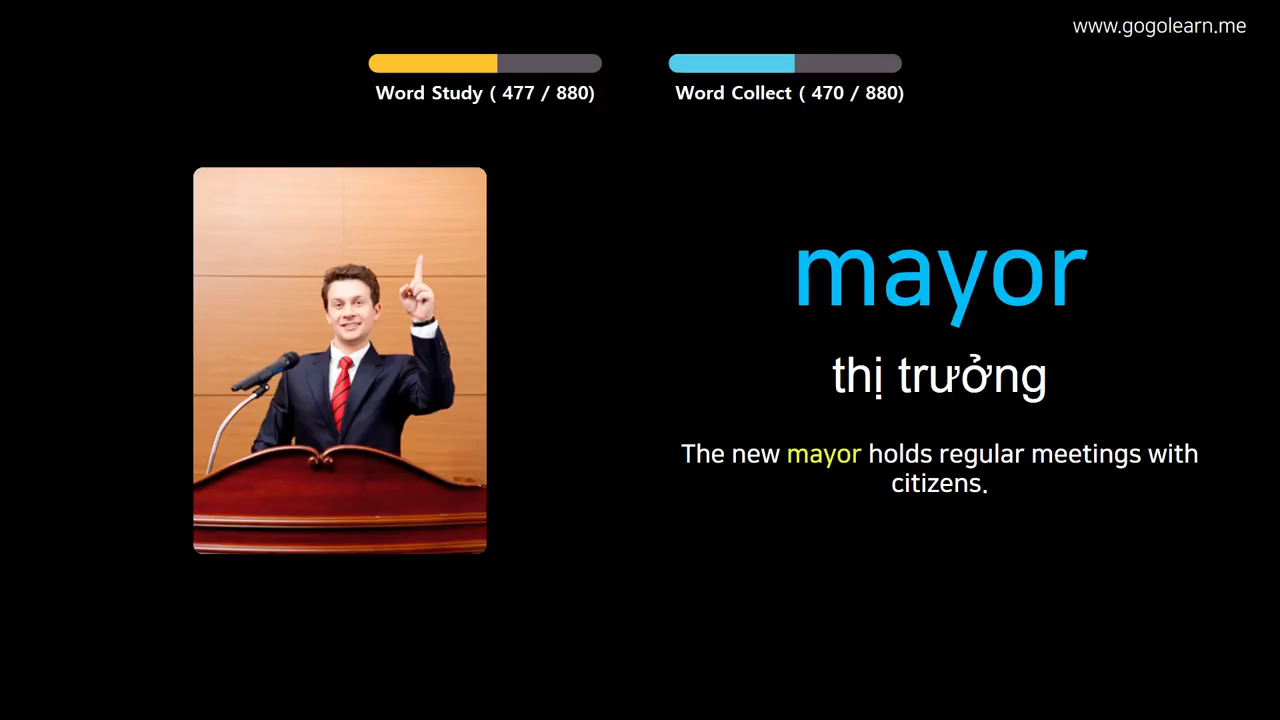 www.gogolearn.me
Word Study ( 477 / 880)
Word Collect ( 470 / 880)
mayor
thị trưởng
The new mayor holds regular meetings with
citizens.